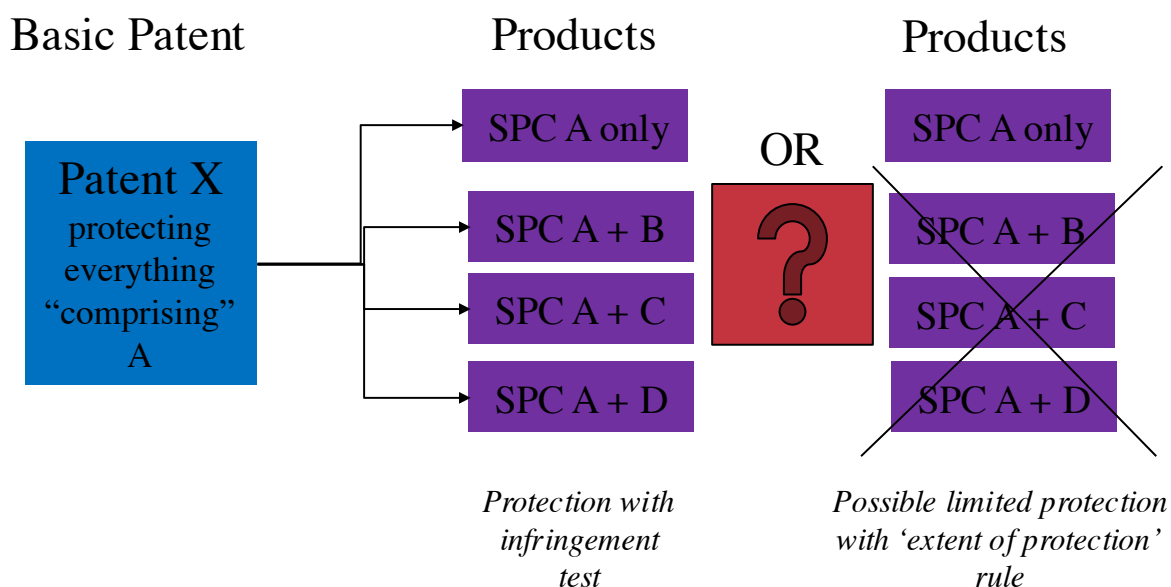 Basic Patent
Products
Products
Patent X
protecting
everything
“comprising”
A
SPC A only
SPC A + B
SPC A + C
SPC A + D
OR
?
SPC A only
SPC A + B
SPC A + C
SPC A + D
Protection with
infringement
test
Possible limited protection
with ‘extent of protection’
rule